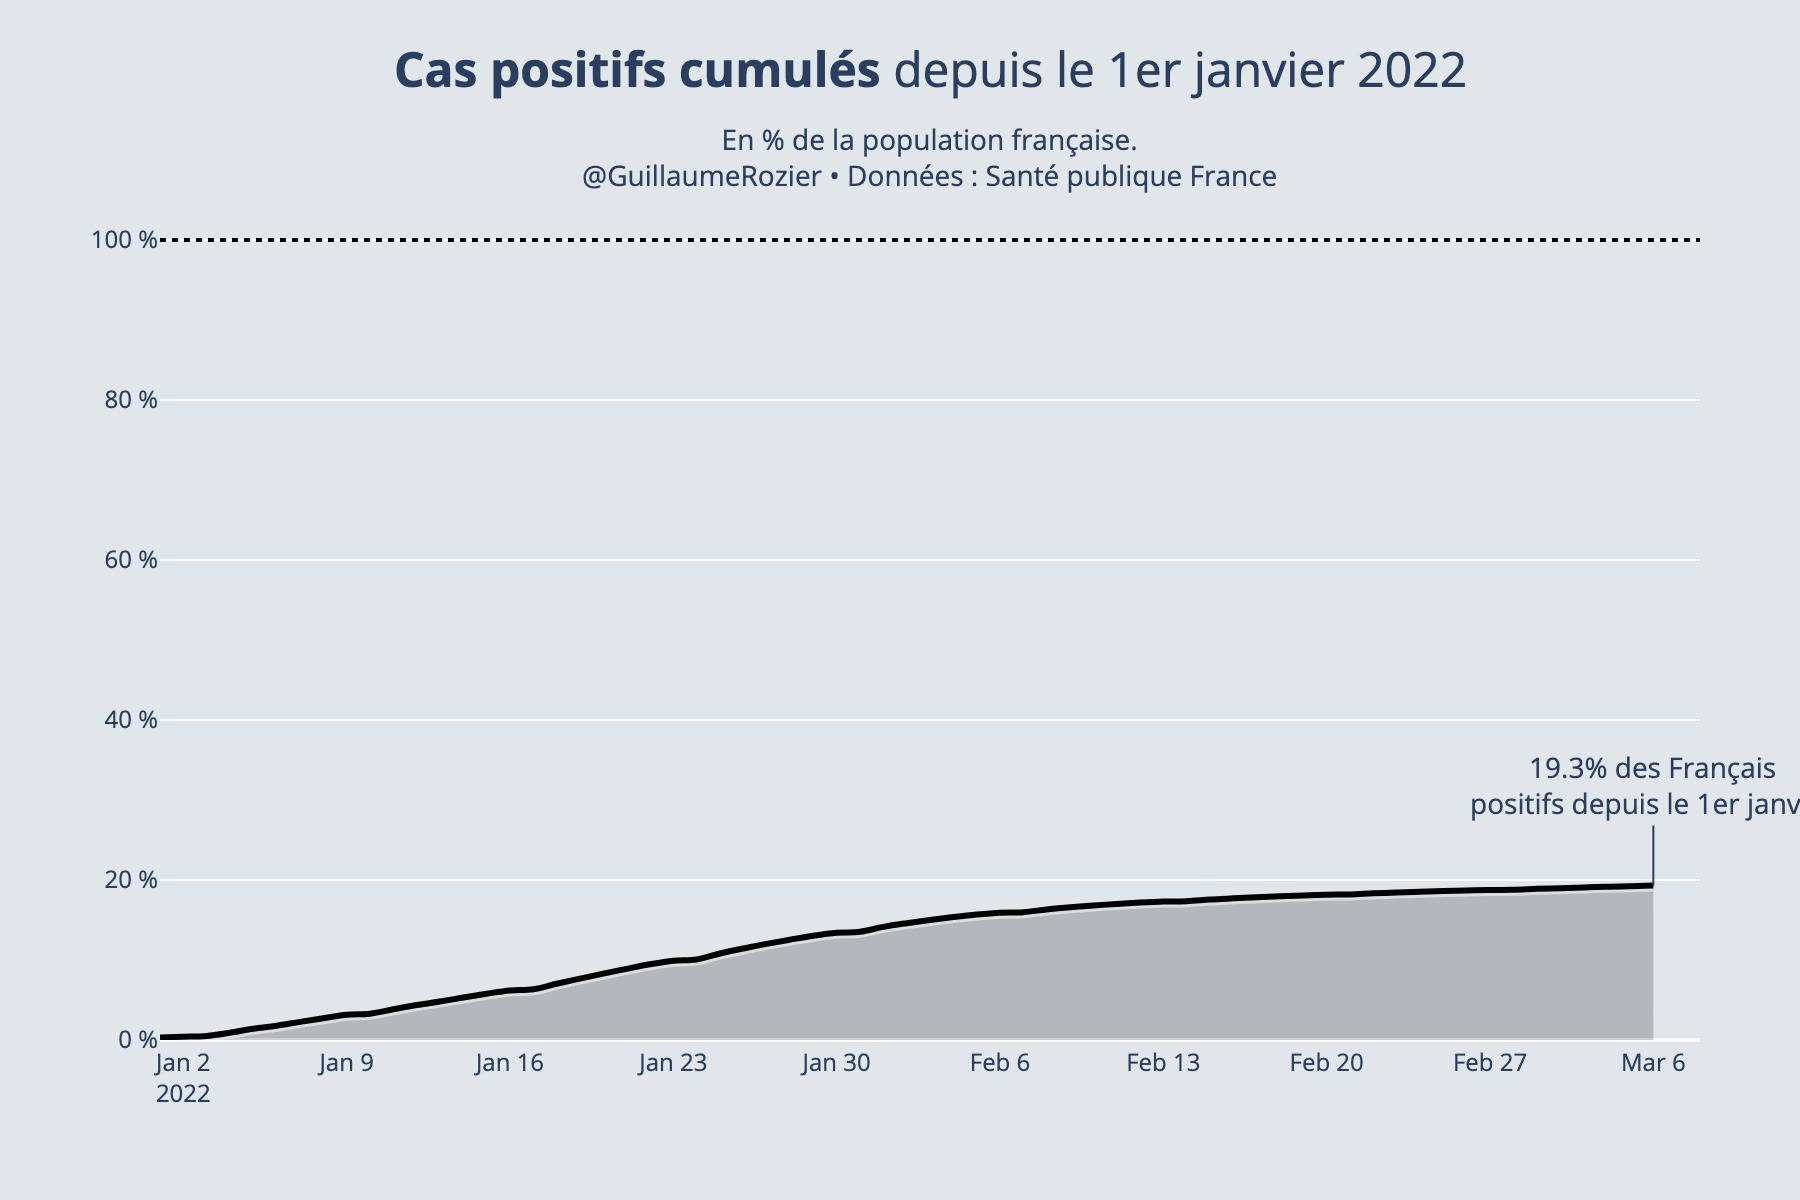 Cas positifs cumulés depuis le 1er janvier 2022
En % de la population française.
@GuillaumeRozier • Données : Santé publique France
100 %
80 %
60 %
40 %
19.3% des Français
positifs depuis le 1er janv
20 %
0 %
Jan 2 Jan 9 Jan 16 Jan 23 Jan 30 Feb 6 Feb 13 Feb 20 Feb 27 Mar 6
2022